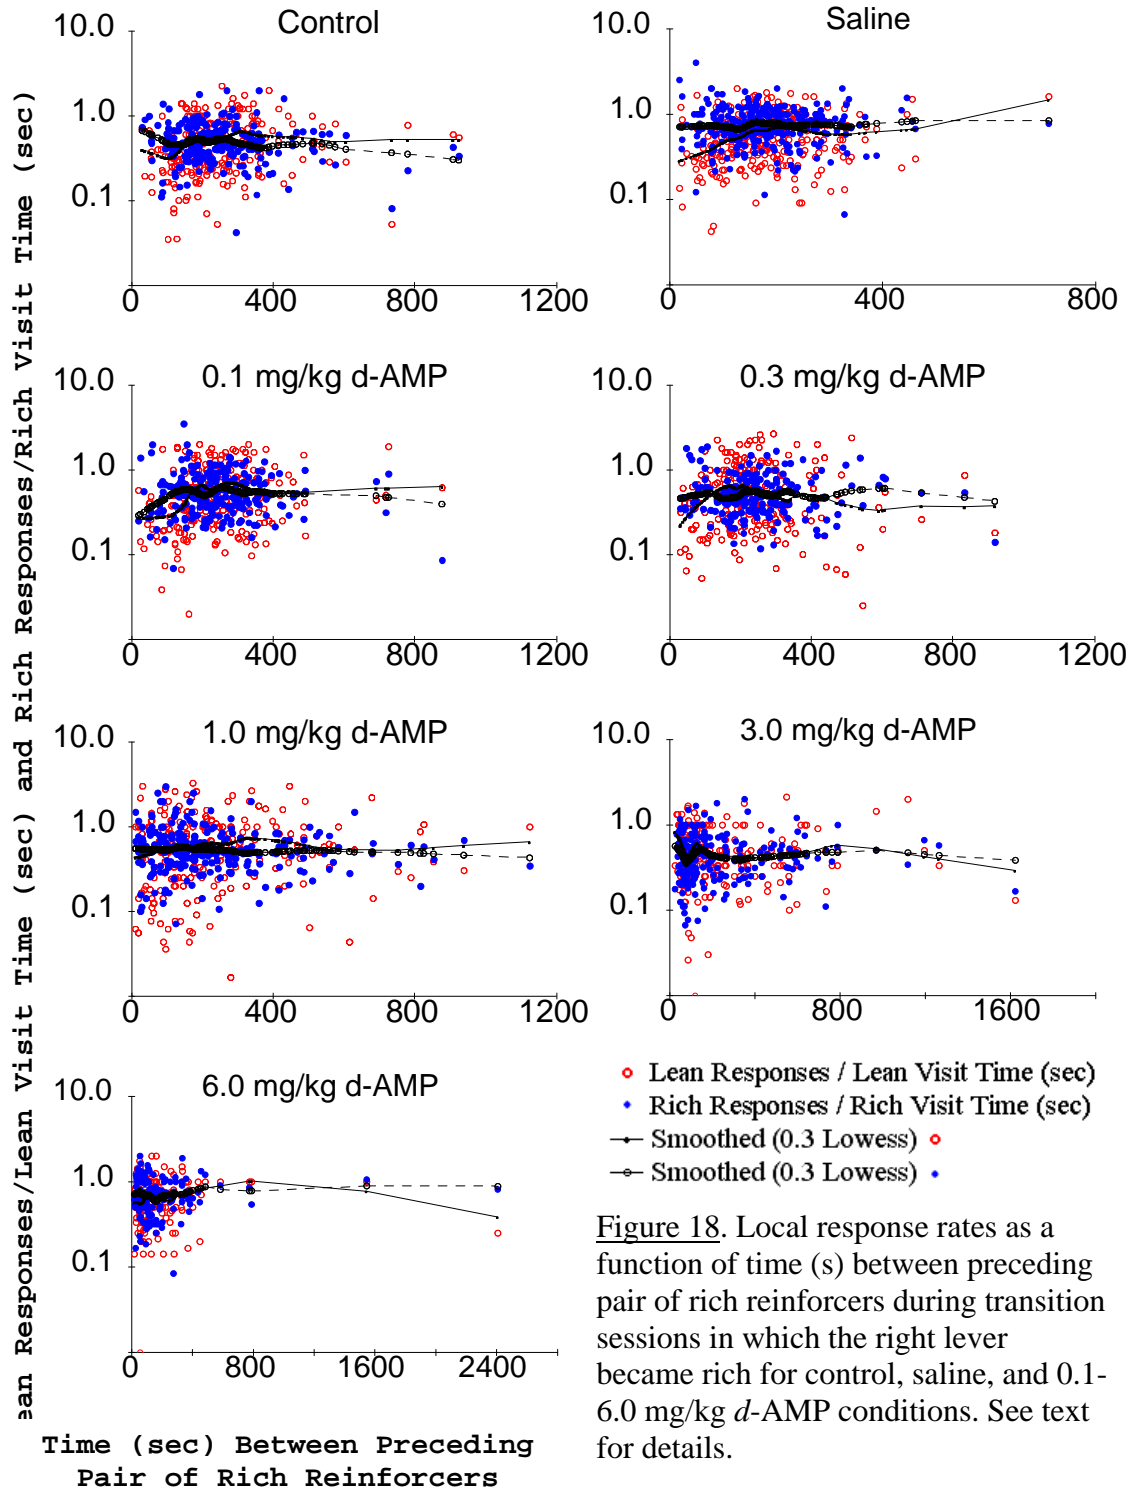 Control
10.0
1.0
0.1
0 400 800 1200
Saline
10.0
1.0
0.1
0 400 800
0.1 mg/kg d-AMP
10.0
1.0
0.1
0 400 800 1200
0.3 mg/kg d-AMP
10.0
1.0
0.1
0 400 800 1200
1.0 mg/kg d-AMP
10.0
1.0
0.1
0 400 800 1200
3.0 mg/kg d-AMP
10.0
1.0
0.1
0 800 1600
6.0 mg/kg d-AMP
10.0
1.0
0.1
0 800 1600 2400
ean Responses/Lean Visit Time (sec) and Rich Responses/Rich Visit Time (sec)
Time (sec) Between Preceding
Pair of Rich Reinforcers
Lean Responses / Lean Visit Time (sec)
Rich Responses / Rich Visit Time (sec)
Smoothed (0.3 Lowess)
Smoothed (0.3 Lowess)
Figure 18. Local response rates as a
function of time (s) between preceding
pair of rich reinforcers during transition
sessions in which the right lever
became rich for control, saline, and 0.1-
6.0 mg/kg d-AMP conditions. See text
for details.